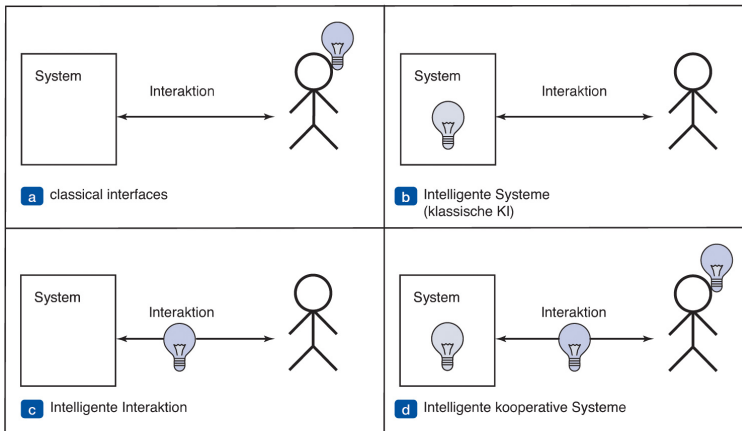 System
Interaktion
a classical interfaces
System
Interaktion
b Intelligente Systeme
(klassische KI)
System
Interaktion
c Intelligente Interaktion
System
Interaktion
d Intelligente kooperative Systeme